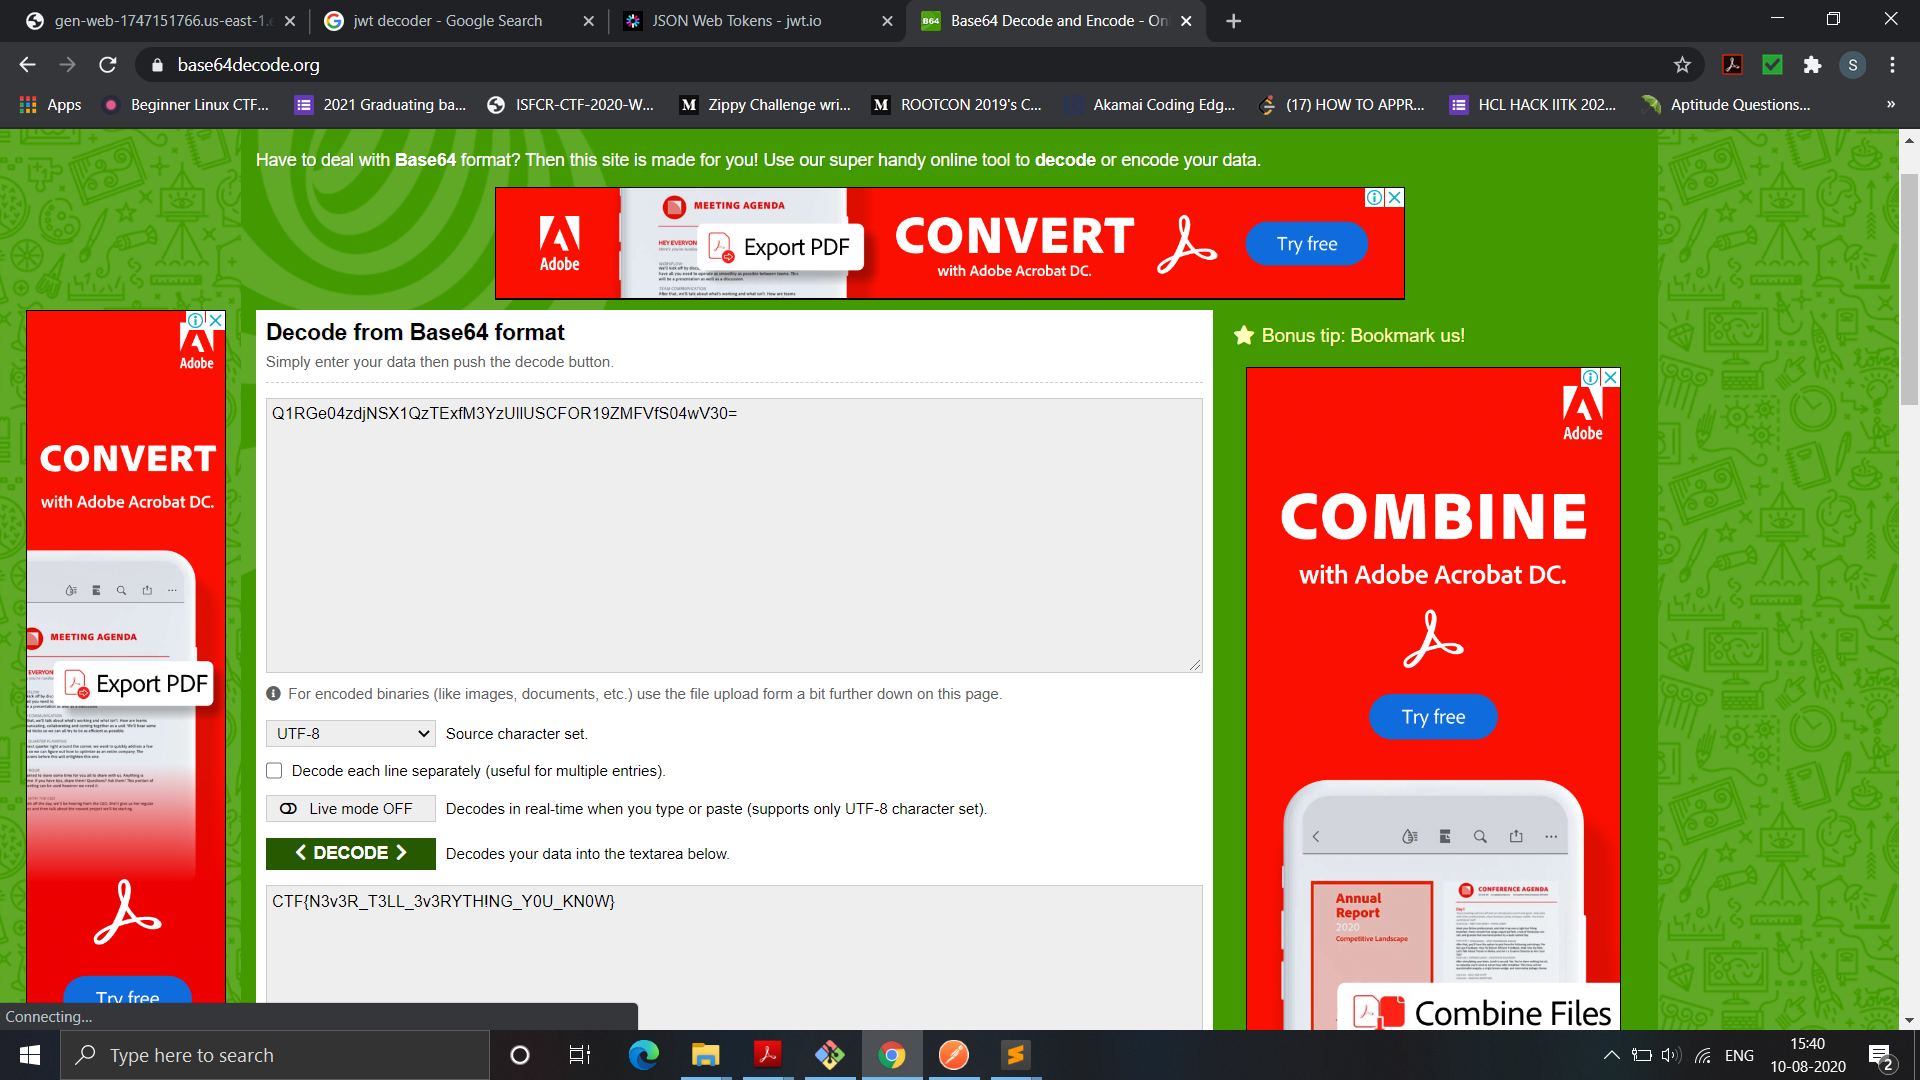 gen-web-1747151766.us-east-1.e
jwt decoder - Google Search
JSON Web Tokens - jwt.io
B64
Base64 Decode and Encode - Onl
base64decode.org
S
Apps
Beginner Linux CTF...
2021 Graduating ba...
ISFCR-CTF-2020-W...
M
Zippy Challenge wri...
M
ROOTCON 2019's C...
Akamai Coding Edg...
(17) HOW TO APPR...
HCL HACK IITK 202...
Aptitude Questions...
»
Have to deal with Base64 format? Then this site is made for you! Use our super handy online tool to decode or encode your data.
Adobe
MEETING AGENDA
Export PDF
CONVERT
with Adobe Acrobat DC.
Try free
Adobe
CONVERT
with Adobe Acrobat DC.
MEETING AGENDA
Export PDF
Try free
Decode from Base64 format
Simply enter your data then push the decode button.
Q1RGe04zdjNSX1QzTExfM3YzUllUSCFOR19ZMFVfS04wV30=
For encoded binaries (like images, documents, etc.) use the file upload form a bit further down on this page.
UTF-8
Source character set.
Decode each line separately (useful for multiple entries).
Live mode OFF
Decodes in real-time when you type or paste (supports only UTF-8 character set).
DECODE
Decodes your data into the textarea below.
CTF{N3v3R_T3LL_3v3RYTH!NG_Y0U_KN0W}
Bonus tip: Bookmark us!
Adobe
COMBINE
with Adobe Acrobat DC.
Try free
Annual
Report
2020
Competitive Landscape
CONFERENCE AGENDA
Combine Files
Connecting...
Type here to search
ENG
15:40
10-08-2020
2